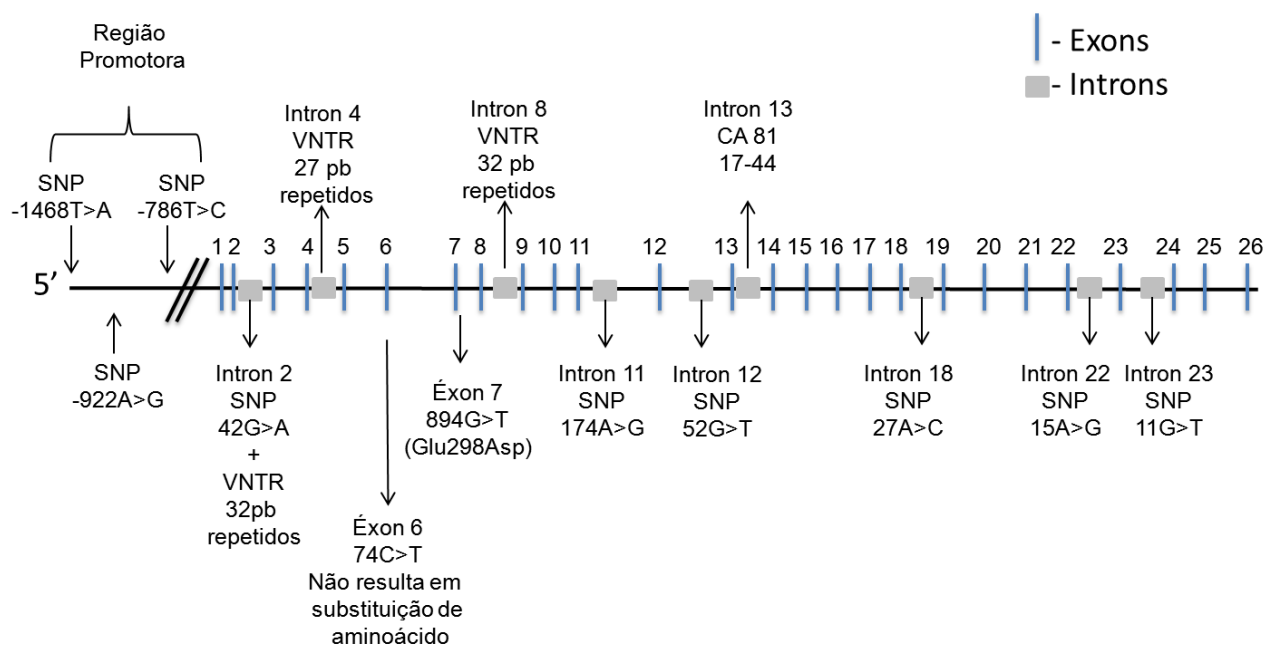 Região
Promotora
- Exons
- Introns
SNP
-1468T>A
SNP
-786T>C
Intron 4
VNTR
27 pb
repetidos
Intron 8
VNTR
32 pb
repetidos
Intron 13
CA 81
17-44
5’
1 2 3 4 5 6 7 8 9 10 11 12 13 14 15 16 17 18 19 20 21 22 23 24 25 26
SNP
-922A>G
Intron 2
SNP
42G>A
+
VNTR
32pb
repetidos
Éxon 6
74C>T
Não resulta em
substituição de
aminoácido
Éxon 7
894G>T
(Glu298Asp)
Intron 11
SNP
174A>G
Intron 12
SNP
52G>T
Intron 18
SNP
27A>C
Intron 22
SNP
15A>G
Intron 23
SNP
11G>T